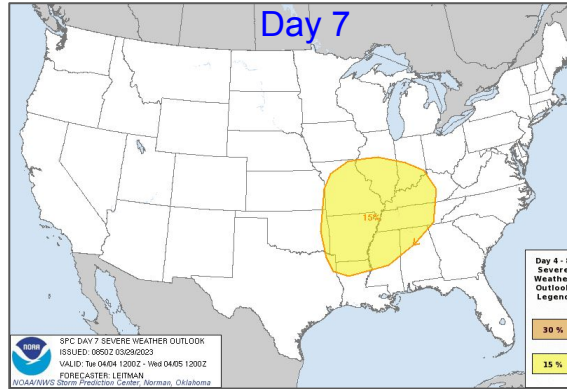 Day 7
15%
Day 4 - 8
Severe
Weather
Outlook
Legend
30 %
15 %
NOAA
SPC DAY 7 SEVERE WEATHER OUTLOOK
ISSUED: 0850Z 03/29/2023
VALID: Tue 04/04 1200Z - Wed 04/05 1200Z
FORECASTER: LEITMAN
NOAA/NWS Storm Prediction Center, Norman, Oklahoma